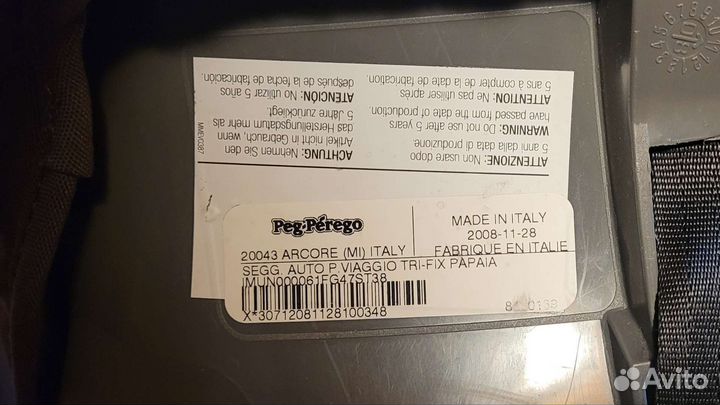 ATTENZIONE: Non usare dopo
5 anni dalla data di produzione.
WARNING: Do not use after 5 years
have passed from the date of production.
ATTENTION: Ne pas utiliser après
5 ans à compter de la date de fabrication.
ACHTUNG: Nehmen Sie den
Artikel nicht in Gebrauch, wenn
das Herstellungsdatum mehr als
5 Jahre zurückliegt.
ATENCIÓN: No utilizar 5 años
después de la fecha de fabricación.
MMEV0387
Peg-Pérego
20043 ARCORE (MI) ITALY
MADE IN ITALY
2008-11-28
FABRIQUE EN ITALIE
SEGG. AUTO P.VIAGGIO TRI-FIX PAPAIA
IMUN000061FG47ST38
X*30712081128100348
Avito